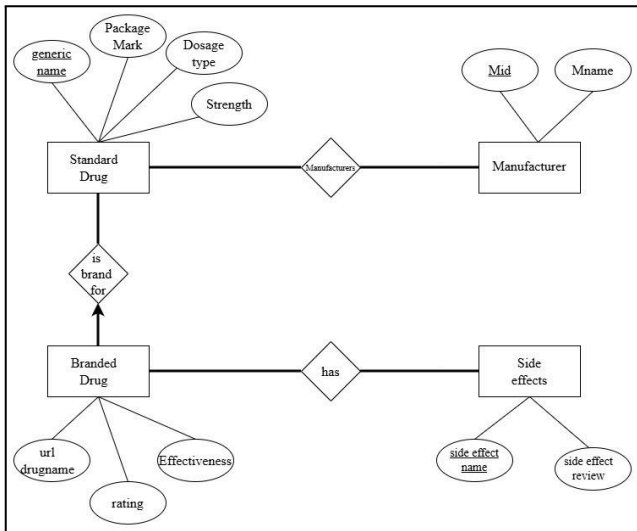 Package
Mark
Dosage
type
generic
name
Strength
Mid
Mname
Standard
Drug
Manufacturers
Manufacturer
is
brand
for
Branded
Drug
has
Side
effects
url
drugname
rating
Effectiveness
side effect
name
side effect
review